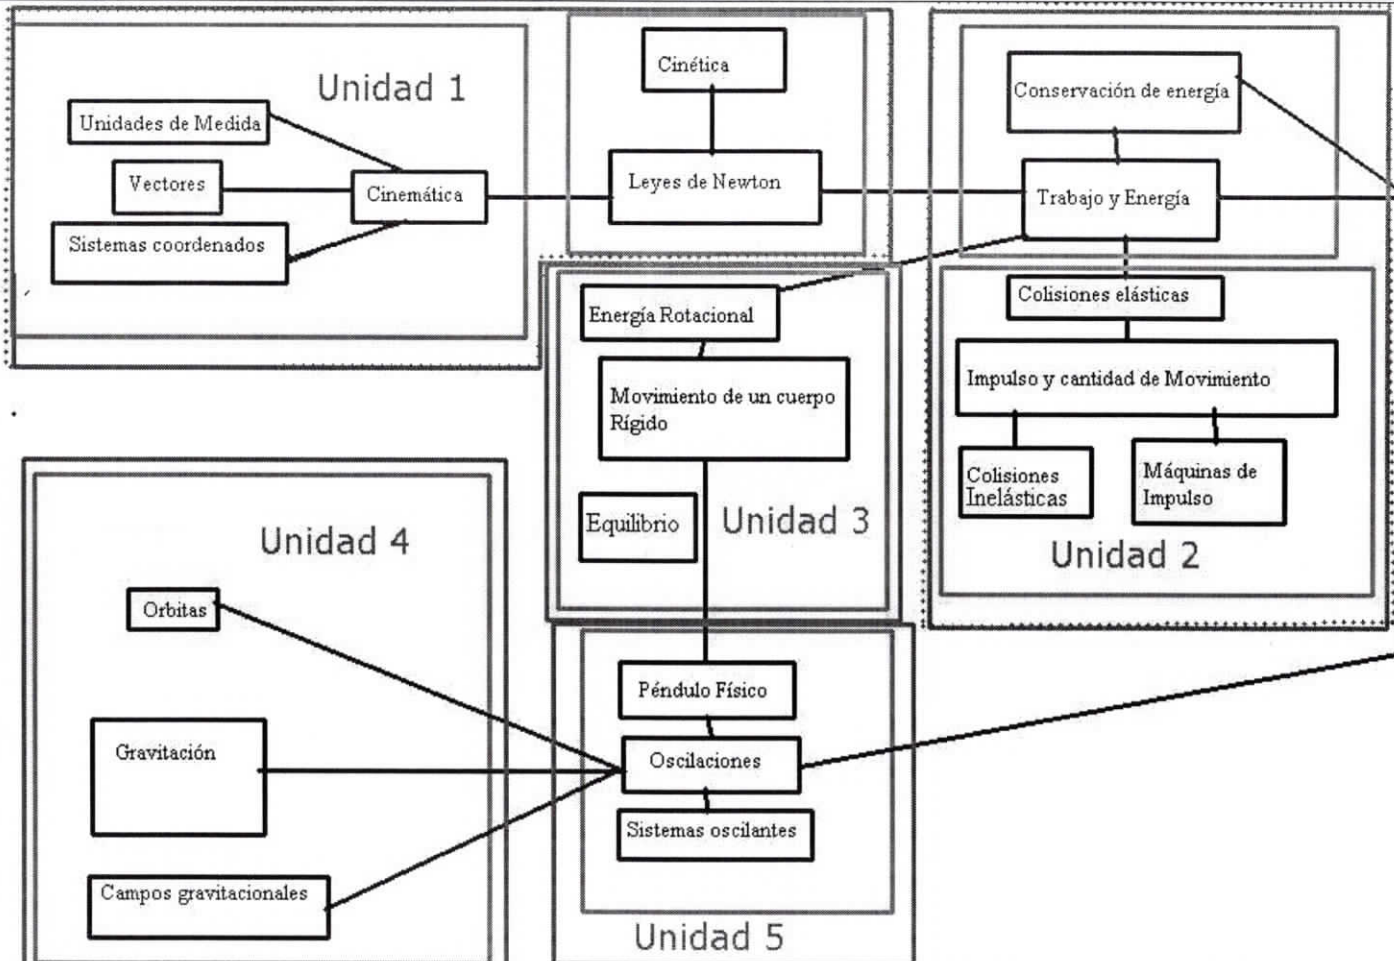 Unidad 1
Unidades de Medida
Vectores
Cinemática
Sistemas coordenados
Cinética
Leyes de Newton
Conservación de energía
Trabajo y Energía
Colisiones elásticas
Impulso y cantidad de Movimiento
Colisiones
Inelásticas
Máquinas de
Impulso
Unidad 2
Energía Rotacional
Movimiento de un cuerpo
Rígido
Equilibrio
Unidad 3
Unidad 4
Orbitas
Gravitación
Campos gravitacionales
Péndulo Físico
Oscilaciones
Sistemas oscilantes
Unidad 5